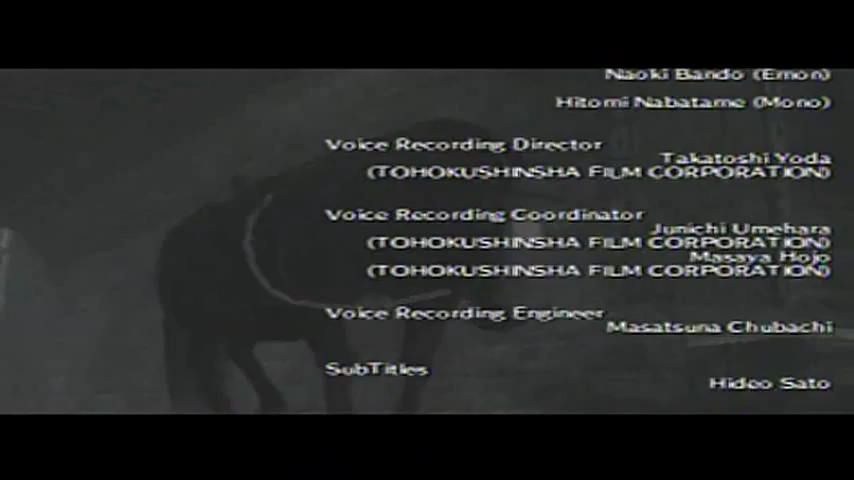 Naoki Bando (Emon)
Hitomi Nabatame (Mono)
Voice Recording Director
Takatoshi Yoda
(TOHOKUSHINSHA FILM CORPORATION)
Voice Recording Coordinator
Junichi Umehara
(TOHOKUSHINSHA FILM CORPORATION)
Masaya Hojo
(TOHOKUSHINSHA FILM CORPORATION)
Voice Recording Engineer
Masatsuna Chubachi
SubTitles
Hideo Sato